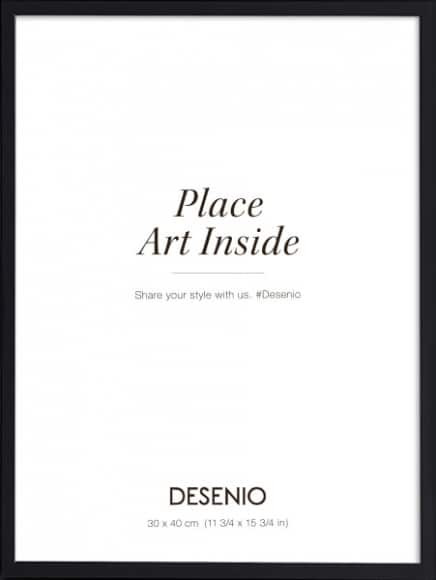 Place
Art Inside
Share your style with us. #Desenio
DESENIO
30 x 40 cm (11 3/4 x 15 3/4 in)